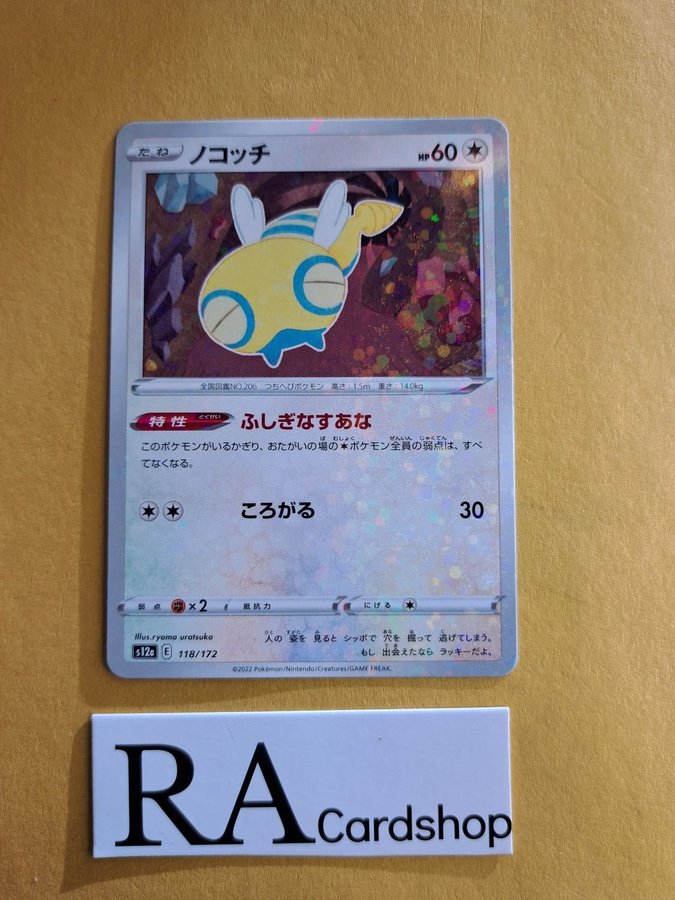 たね ノコッチ HP60
全国図鑑NO.206 つちへびポケモン 高さ:1.5m 重さ:14.0kg
特性 とくせい ふしぎなすあな
このポケモンがいるかぎり、おたがいの場のポケモン全員の弱点は、すべ
てなくなる。
ころがる 30
弱点 ×2 抵抗力 にげる
Illus.ryoma uratsuka
人の 姿を 見ると シッポで 穴を 掘って 逃げてしまう。
もし 出会えたなら ラッキーだよ。
s12a E 118/172
©2022 Pokémon/Nintendo/Creatures/GAME FREAK.
RA Cardshop